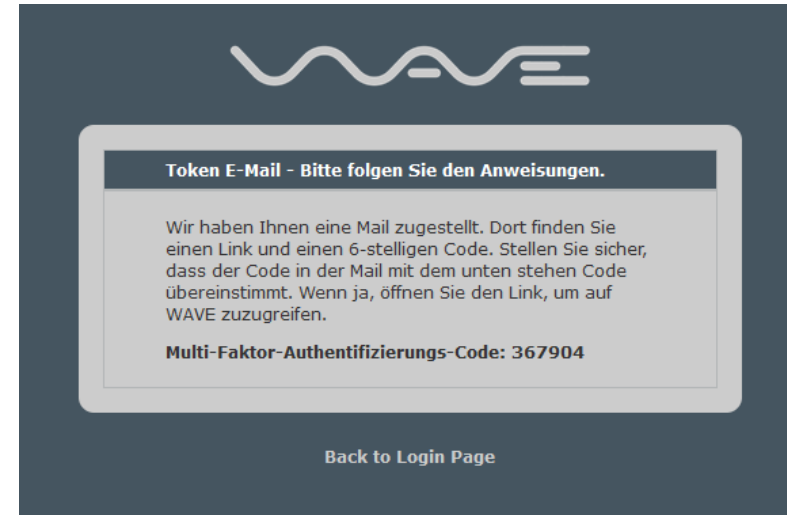 WAVE
Token E-Mail - Bitte folgen Sie den Anweisungen.
Wir haben Ihnen eine Mail zugestellt. Dort finden Sie
einen Link und einen 6-stelligen Code. Stellen Sie sicher,
dass der Code in der Mail mit dem unten stehen Code
übereinstimmt. Wenn ja, öffnen Sie den Link, um auf
WAVE zuzugreifen.
Multi-Faktor-Authentifizierungs-Code: 367904
Back to Login Page